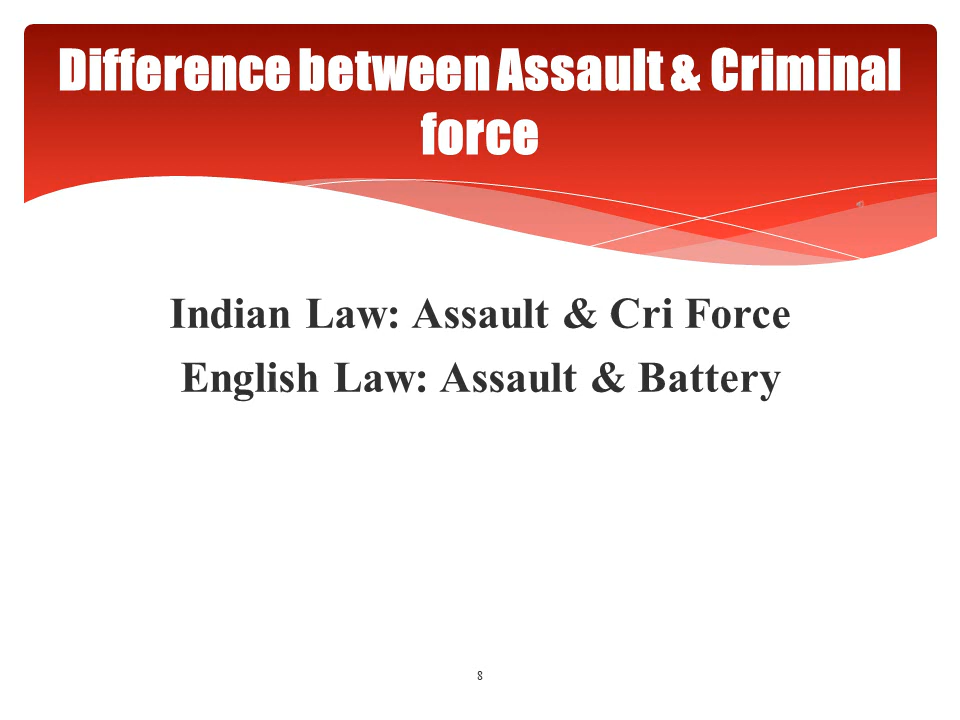 Difference between Assault & Criminal
force
Indian Law: Assault & Cri Force
English Law: Assault & Battery
8